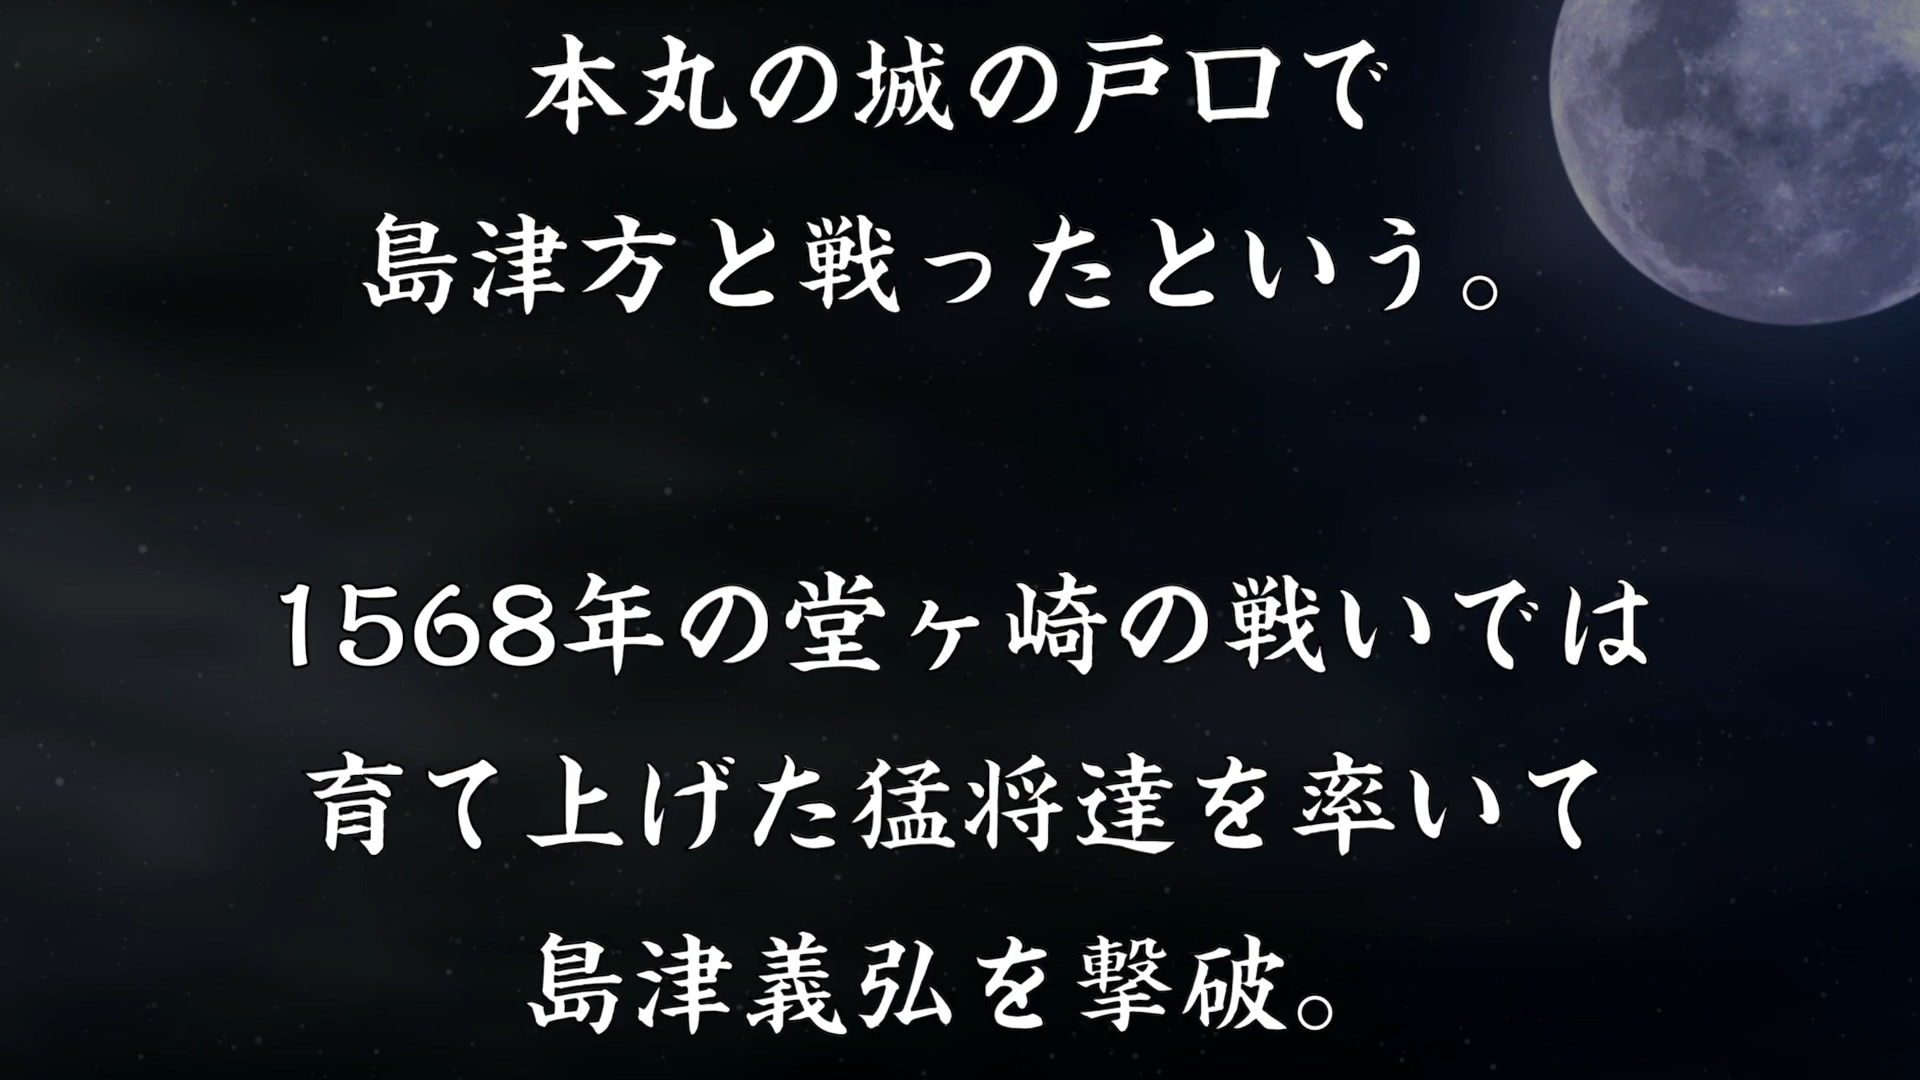 本丸の城の戸口で
島津方と戦ったという。
1568年の堂ヶ崎の戦いでは
育て上げた猛将達を率いて
島津義弘を撃破。